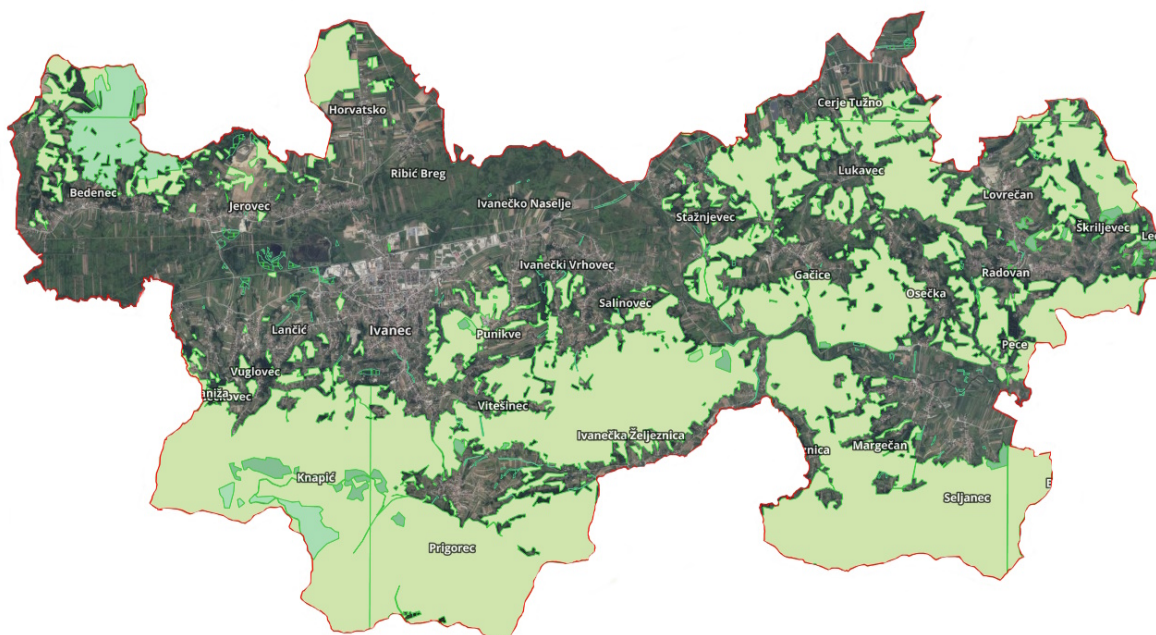 Cerje Tužno
Horvatsko
Ribić Breg
Lukavec
Bedenec
Jerovec
Ivanečko Naselje
Lovrečan
Stažnjevec
Škriljevec
Ivanečki Vrhovec
Gačice
Radovan
Osečka
Salinovec
Lančić
Ivanec
Punikve
Pece
Vuglovec
Vitešinec
Ivanečka Željeznica
Margečan
Knapić
Seljanec
Prigorec